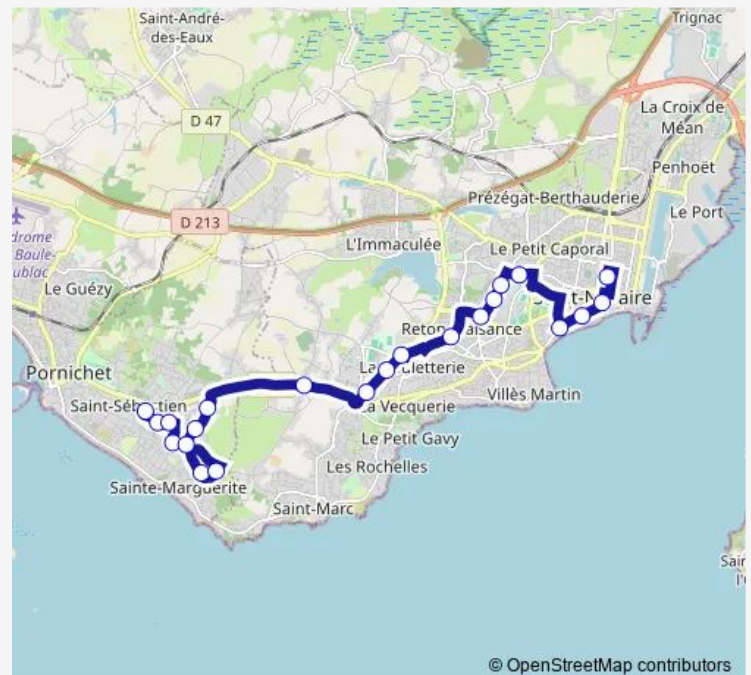 Saint-André-
des-Eaux
Trignac
D 47
La Croix de
Méan
Penhoët
Prézégat-Berthauderie
Le Port
D 213
L'Immaculée
Le Petit Caporal
Le Guézy
Pornichet
Saint-Sébastien
La Vecquerie
Villès Martin
Le Petit Gavy
Les Rochelles
Sainte-Marguerite
Saint-Marc
© OpenStreetMap contributors